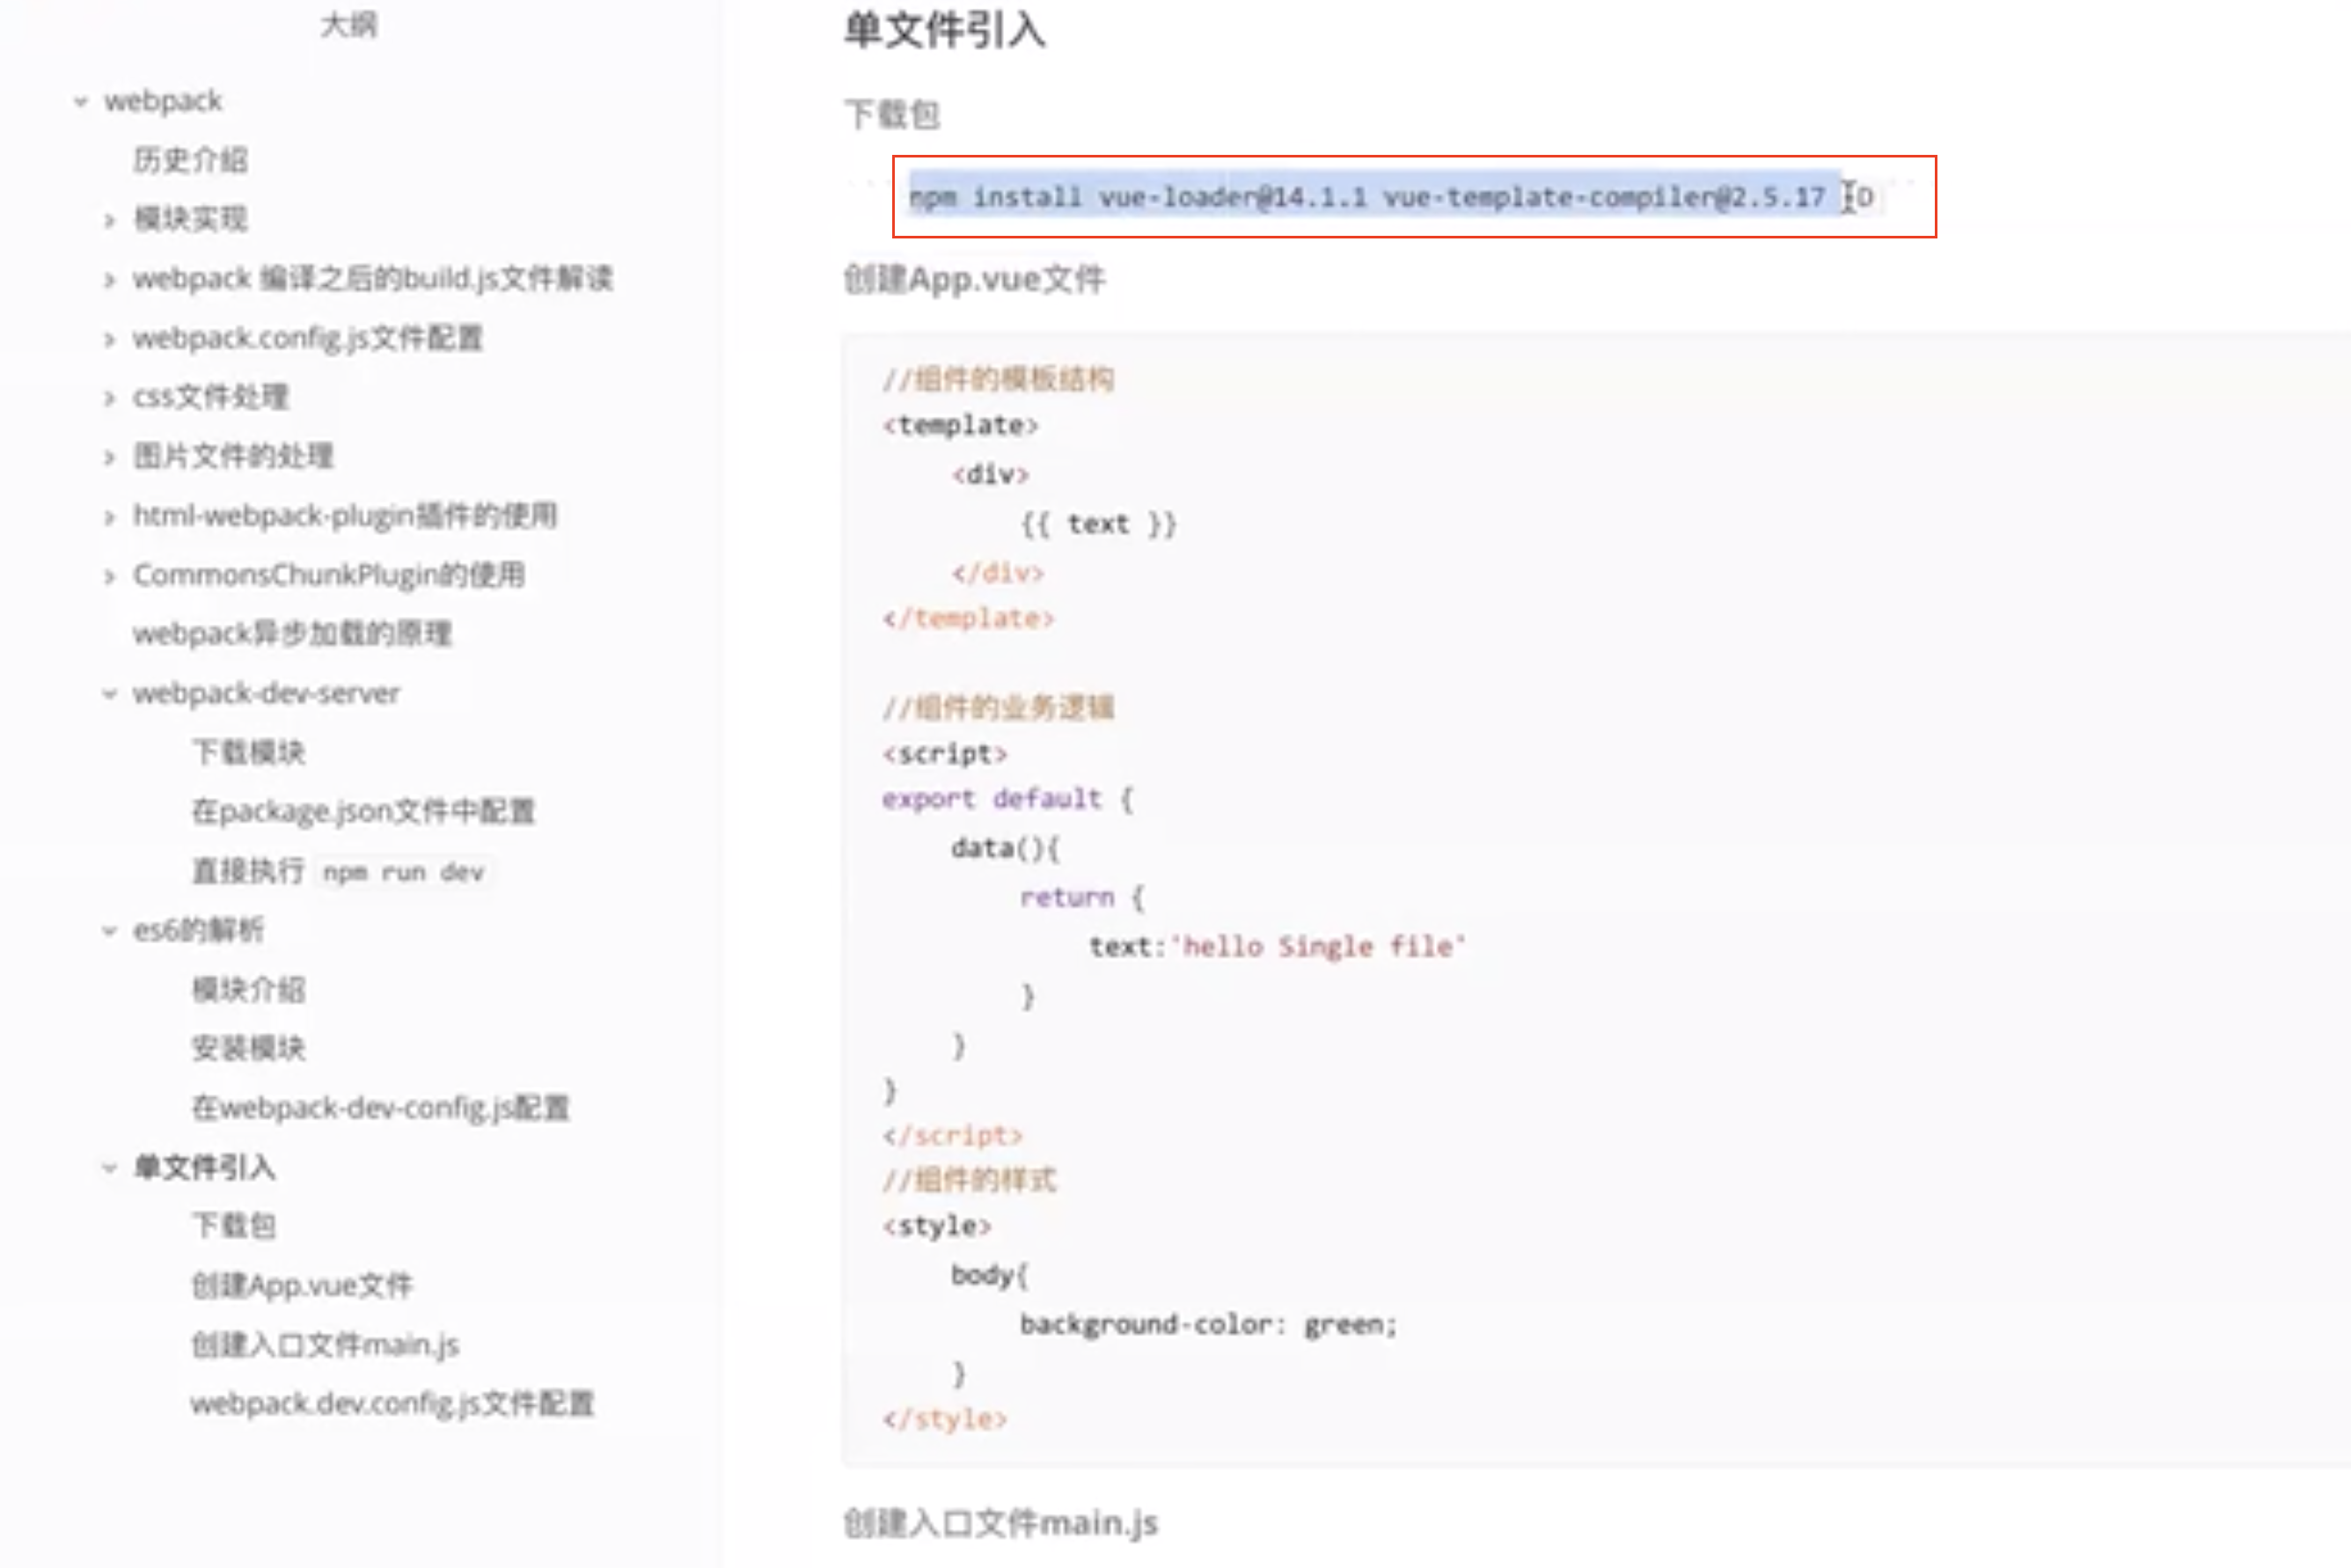 大纲
webpack
历史介绍
模块实现
webpack 编译之后的build.js文件解读
webpack.config.js文件配置
css文件处理
图片文件的处理
html-webpack-plugin插件的使用
CommonsChunkPlugin的使用
webpack异步加载的原理
webpack-dev-server
下载模块
在package.json文件中配置
直接执行 npm run dev
es6的解析
模块介绍
安装模块
在webpack-dev-config.js配置
单文件引入
下载包
创建App.vue文件
创建入口文件main.js
webpack.dev.config.js文件配置
单文件引入
下载包
npm install vue-loader@14.1.1 vue-template-compiler@2.5.17 -D
创建App.vue文件
//组件的模板结构
<template>
    <div>
        {{ text }}
    </div>
</template>
//组件的业务逻辑
<script>
export default {
    data(){
        return {
            text:'hello Single file'
        }
    }
}
</script>
//组件的样式
<style>
    body{
        background-color: green;
    }
</style>
创建入口文件main.js